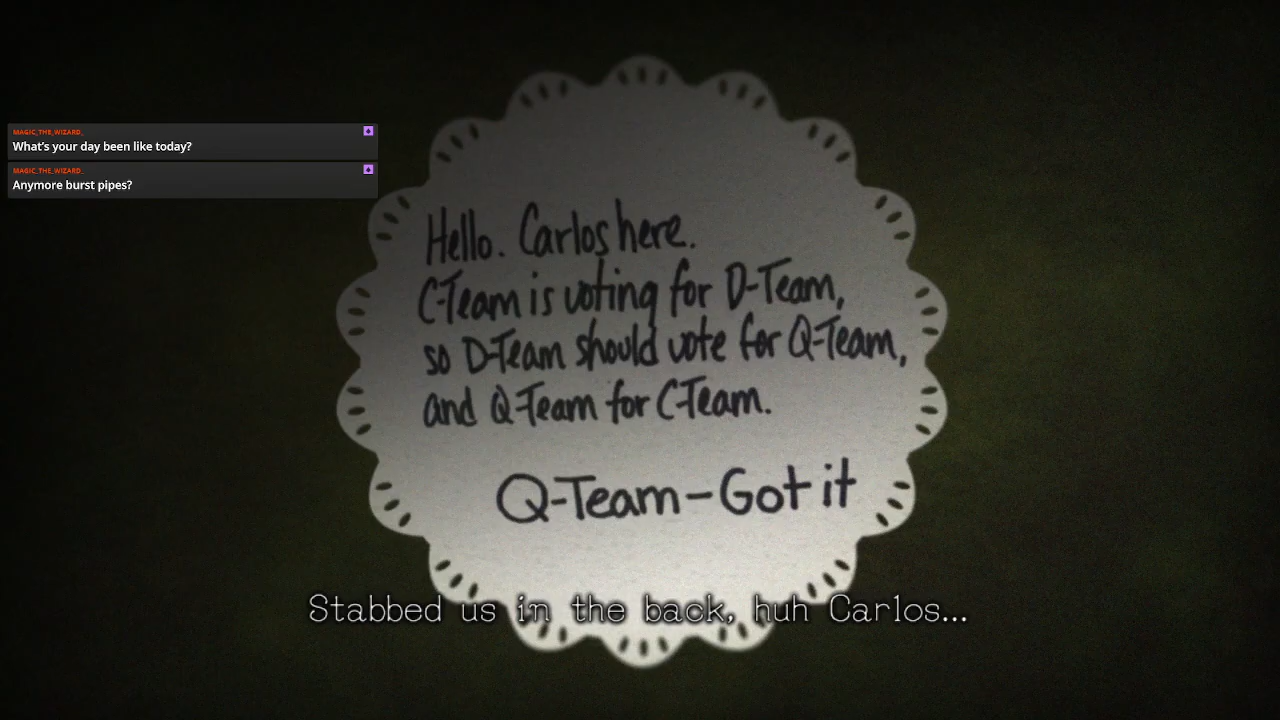 MAGIC_THE_WIZARD_
What's your day been like today?
MAGIC_THE_WIZARD_
Anymore burst pipes?
Hello. Carlos here.
C-Team is voting for D-Team,
so D-Team should vote for Q-Team,
and Q-Team for C-Team.
Q-Team-Got it
Stabbed us in the back, huh Carlos...